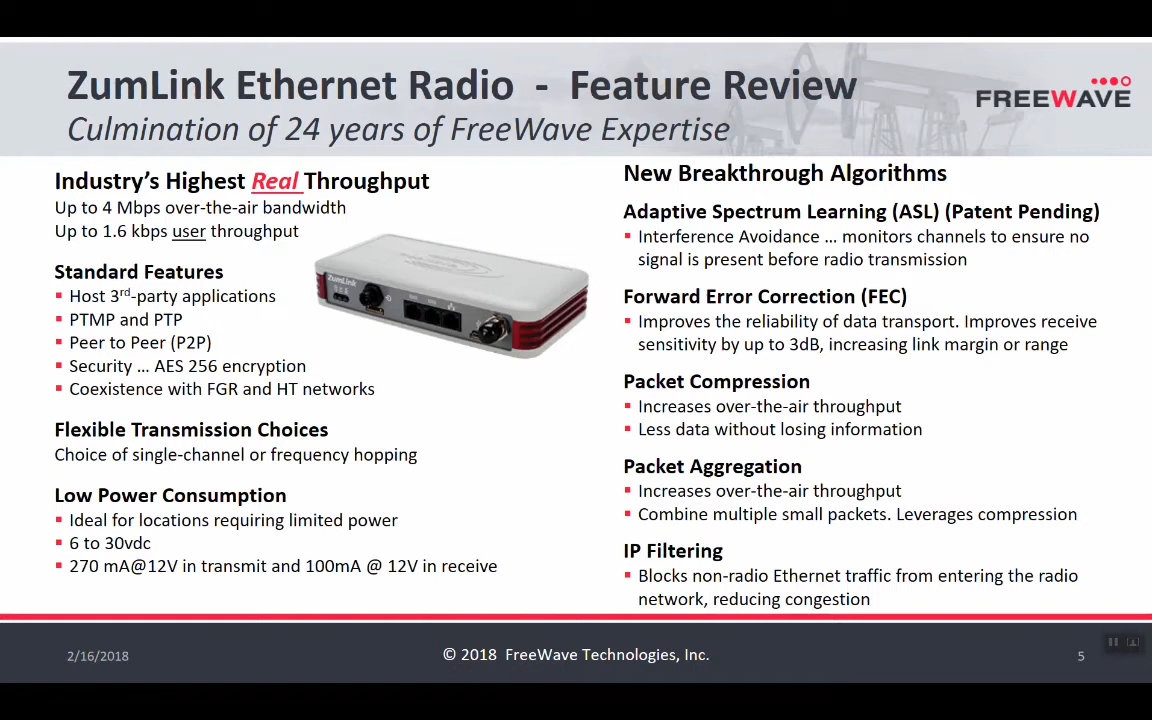 ZumLink Ethernet Radio - Feature Review
Culmination of 24 years of FreeWave Expertise
FREEWAVE
Industry's Highest Real Throughput
Up to 4 Mbps over-the-air bandwidth
Up to 1.6 kbps user throughput
Standard Features
▪ Host 3rd-party applications
▪ PTMP and PTP
▪ Peer to Peer (P2P)
▪ Security … AES 256 encryption
▪ Coexistence with FGR and HT networks
Flexible Transmission Choices
Choice of single-channel or frequency hopping
Low Power Consumption
▪ Ideal for locations requiring limited power
▪ 6 to 30vdc
▪ 270 mA@12V in transmit and 100mA @ 12V in receive
ZumLink
New Breakthrough Algorithms
Adaptive Spectrum Learning (ASL) (Patent Pending)
▪ Interference Avoidance … monitors channels to ensure no
signal is present before radio transmission
Forward Error Correction (FEC)
▪ Improves the reliability of data transport. Improves receive
sensitivity by up to 3dB, increasing link margin or range
Packet Compression
▪ Increases over-the-air throughput
▪ Less data without losing information
Packet Aggregation
▪ Increases over-the-air throughput
▪ Combine multiple small packets. Leverages compression
IP Filtering
▪ Blocks non-radio Ethernet traffic from entering the radio
network, reducing congestion
2/16/2018
© 2018 FreeWave Technologies, Inc.
5